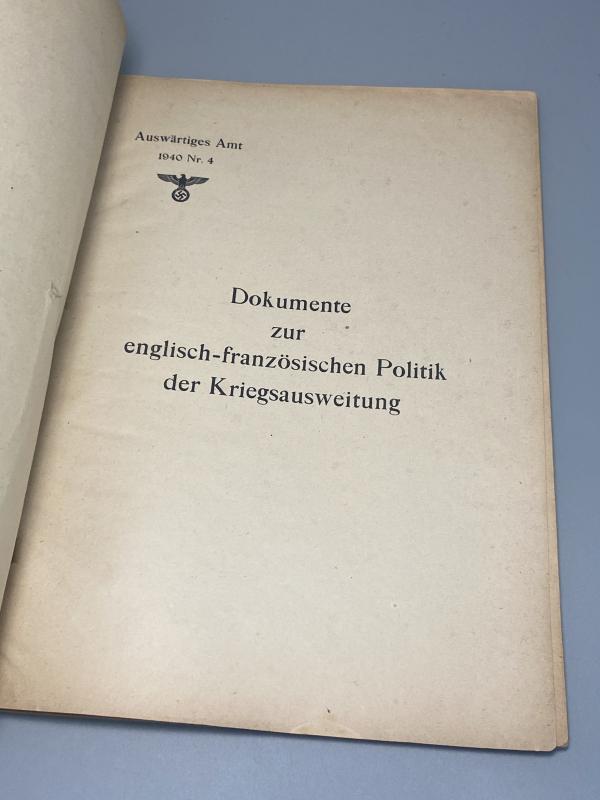 Auswärtiges Amt
1940 Nr. 4
Dokumente
zur
englisch-französischen Politik
der Kriegsausweitung